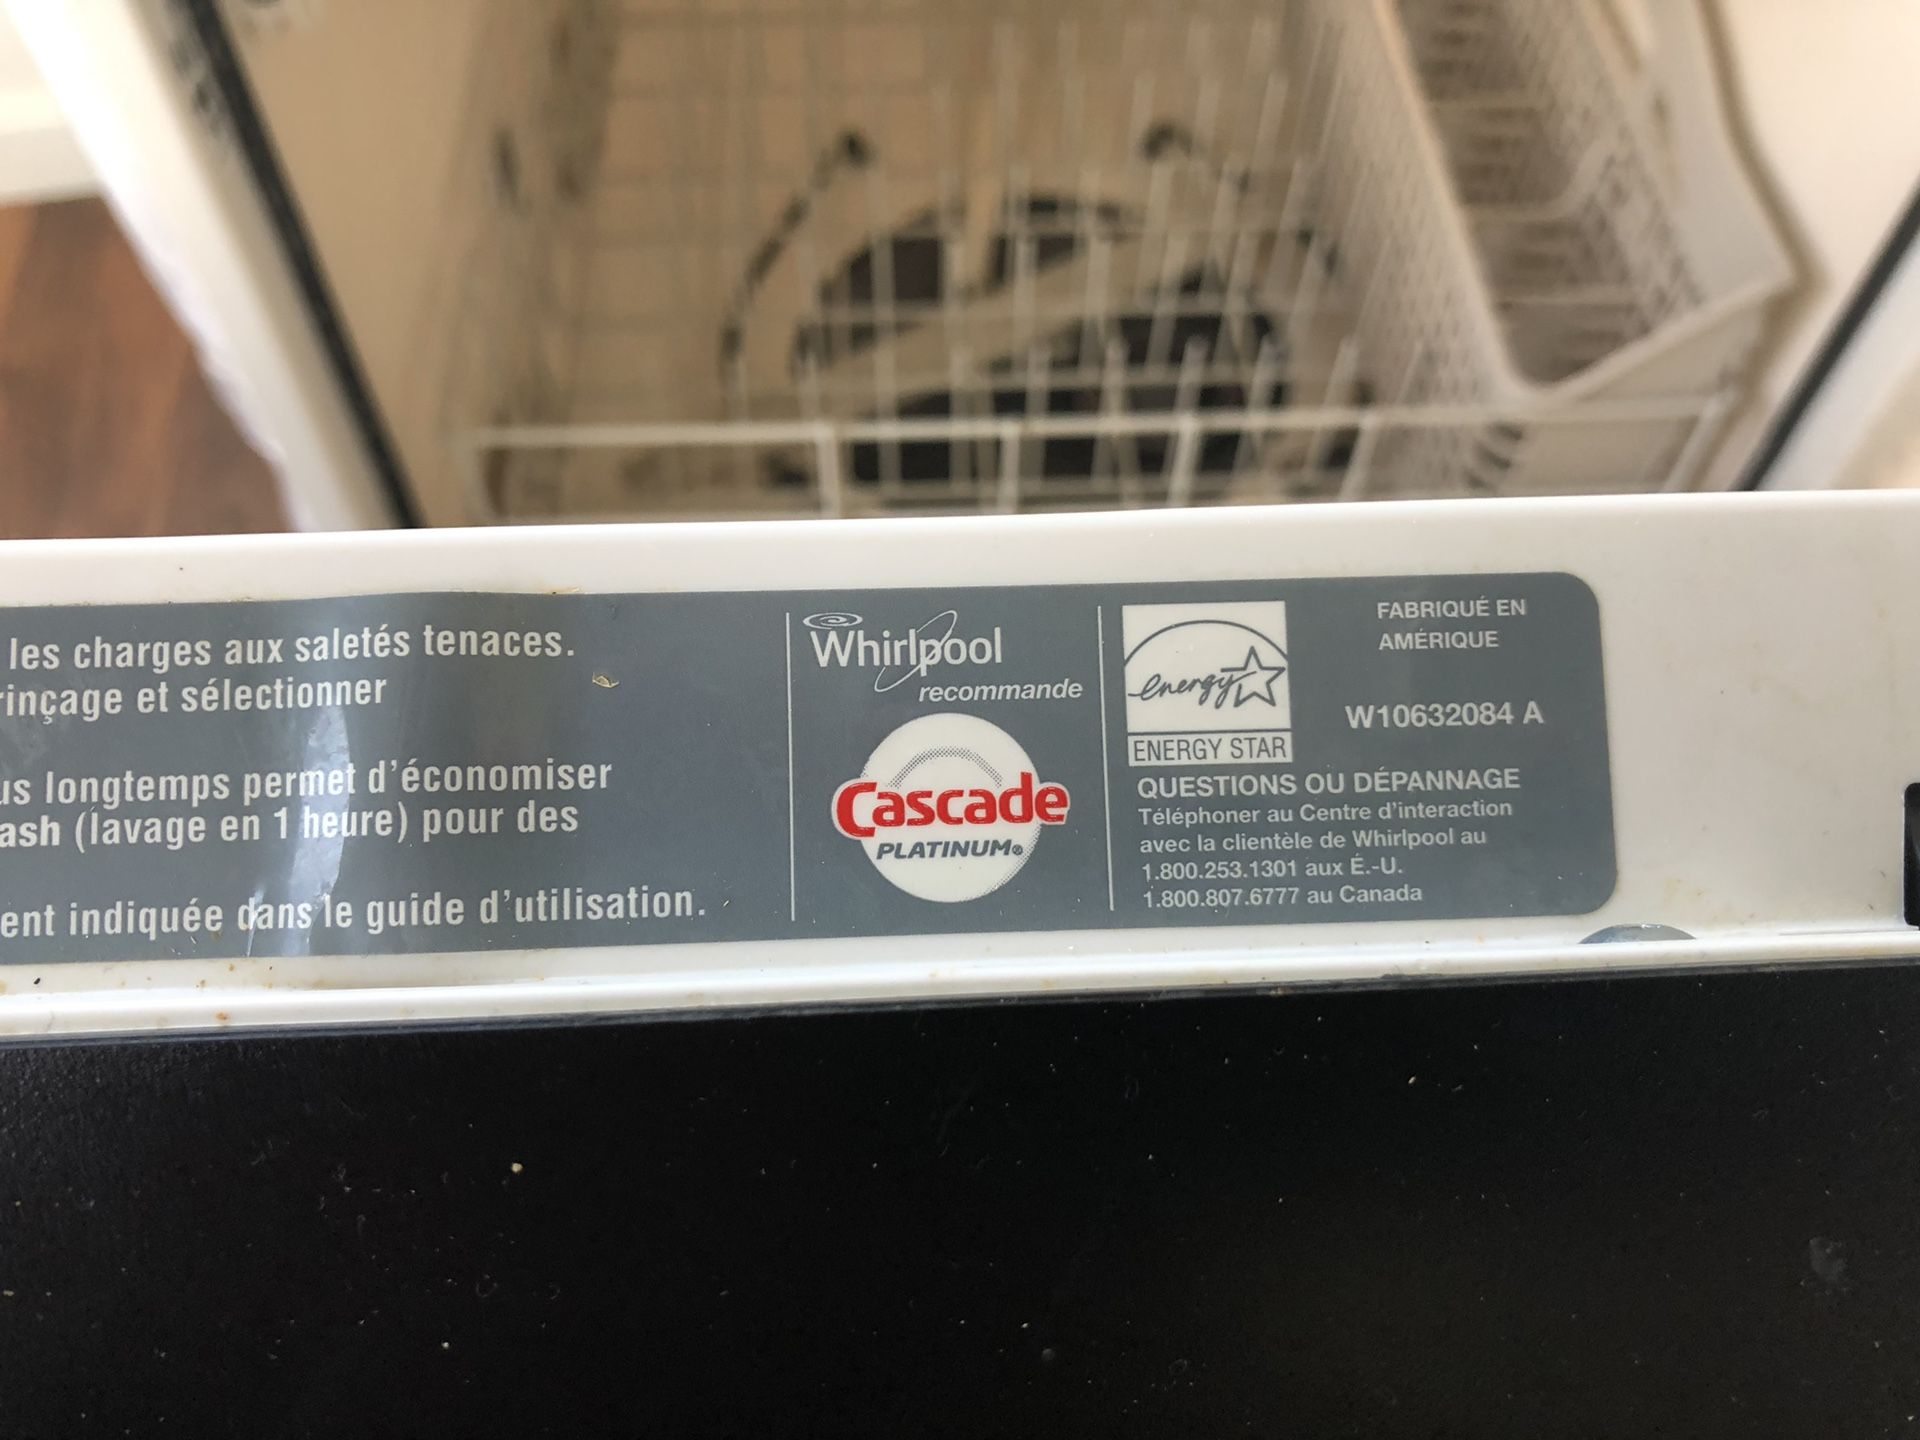 les charges aux saletés tenaces.
rinçage et sélectionner
us longtemps permet d'économiser
ash (lavage en 1 heure) pour des
ent indiquée dans le guide d'utilisation.
Whirlpool
recommande
Cascade
PLATINUM®
energy
ENERGY STAR
FABRIQUÉ EN
AMÉRIQUE
W10632084 A
QUESTIONS OU DÉPANNAGE
Téléphoner au Centre d'interaction
avec la clientèle de Whirlpool au
1.800.253.1301 aux É.-U.
1.800.807.6777 au Canada